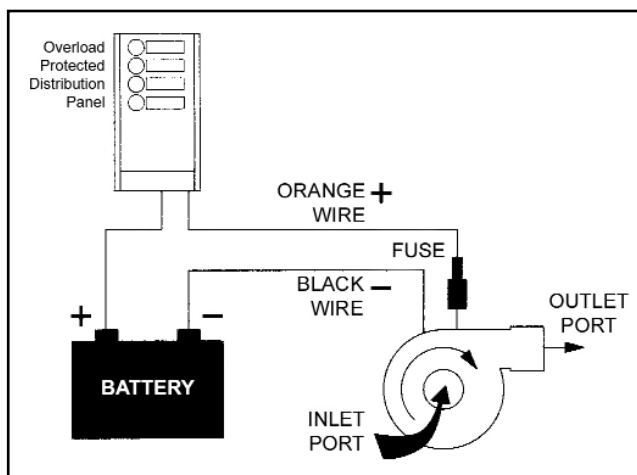 Overload
Protected
Distribution
Panel
ORANGE +
WIRE
FUSE
BLACK −
WIRE
OUTLET
PORT
+ −
BATTERY
INLET
PORT